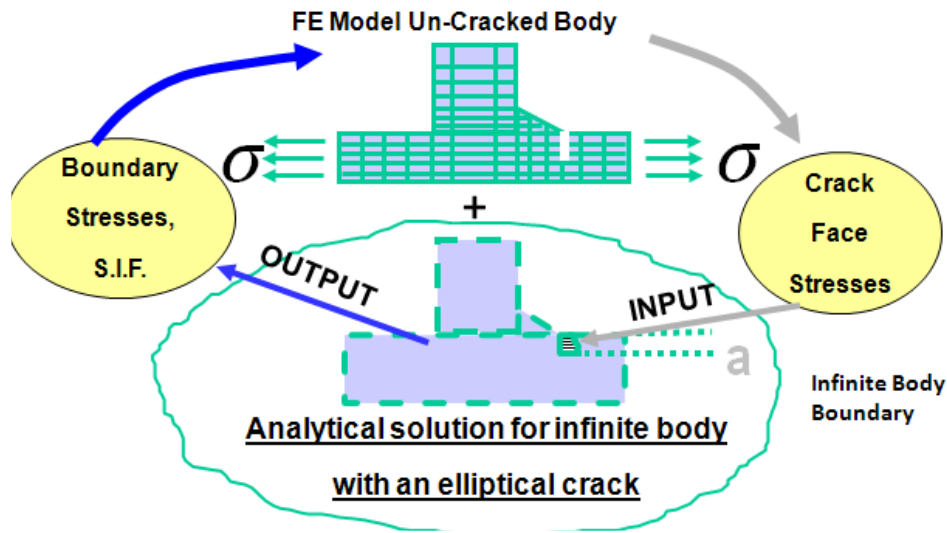 FE Model Un-Cracked Body
Boundary
Stresses,
S.I.F.
σ
σ
Crack
Face
Stresses
+
OUTPUT
INPUT
a
Infinite Body
Boundary
Analytical solution for infinite body
with an elliptical crack